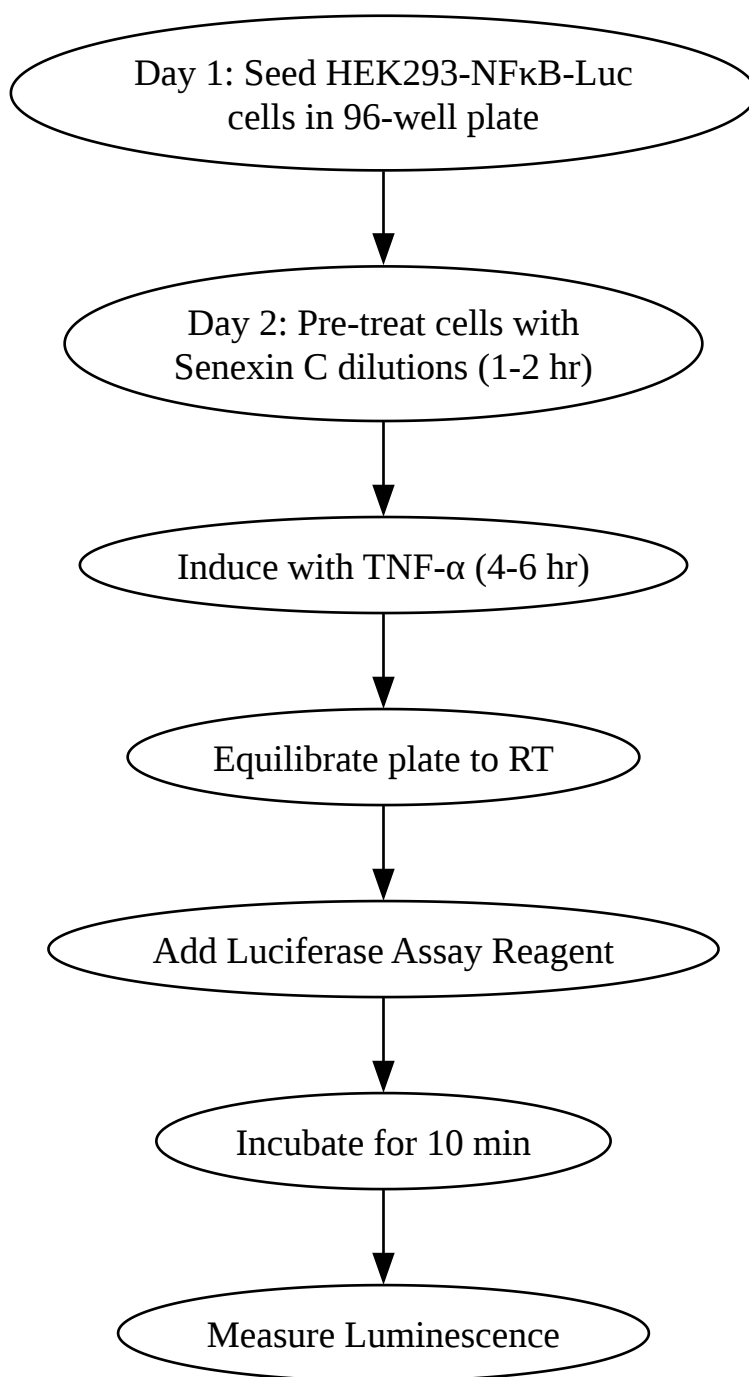 Day 1: Seed HEK293-NFκB-Luc
cells in 96-well plate
Day 2: Pre-treat cells with
Senexin C dilutions (1-2 hr)
Induce with TNF-α (4-6 hr)
Equilibrate plate to RT
Add Luciferase Assay Reagent
Incubate for 10 min
Measure Luminescence